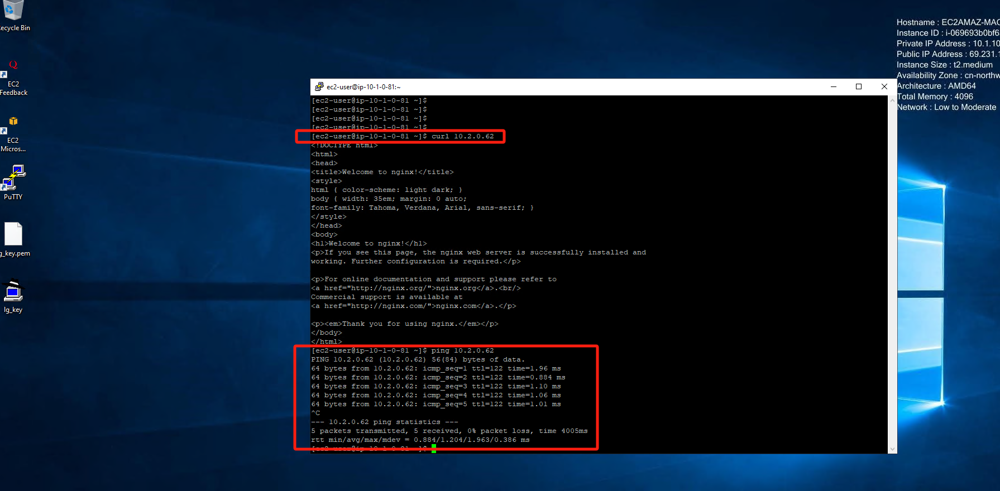 ecycle Bin
EC2
Feedback
EC2
Micros...
PuTTY
g_key.pem
lg_key
Hostname : EC2AMAZ-MAC
Instance ID : i-069693b0bf6
Private IP Address : 10.1.10
Public IP Address : 69.231.1
Instance Size : t2.medium
Availability Zone : cn-northw
Architecture : AMD64
Total Memory : 4096
Network : Low to Moderate
ec2-user@ip-10-1-0-81:~
[ec2-user@ip-10-1-0-81 ~]$
[ec2-user@ip-10-1-0-81 ~]$
[ec2-user@ip-10-1-0-81 ~]$
[ec2-user@ip-10-1-0-81 ~]$
[ec2-user@ip-10-1-0-81 ~]$ curl 10.2.0.62
<!DOCTYPE html>
<html>
<head>
<title>Welcome to nginx!</title>
<style>
html { color-scheme: light dark; }
body { width: 35em; margin: 0 auto;
font-family: Tahoma, Verdana, Arial, sans-serif; }
</style>
</head>
<body>
<h1>Welcome to nginx!</h1>
<p>If you see this page, the nginx web server is successfully installed and
working. Further configuration is required.</p>
<p>For online documentation and support please refer to
<a href="http://nginx.org/">nginx.org</a>.<br/>
Commercial support is available at
<a href="http://nginx.com/">nginx.com</a>.</p>
<p><em>Thank you for using nginx.</em></p>
</body>
</html>
[ec2-user@ip-10-1-0-81 ~]$ ping 10.2.0.62
PING 10.2.0.62 (10.2.0.62) 56(84) bytes of data.
64 bytes from 10.2.0.62: icmp_seq=1 ttl=122 time=1.96 ms
64 bytes from 10.2.0.62: icmp_seq=2 ttl=122 time=0.884 ms
64 bytes from 10.2.0.62: icmp_seq=3 ttl=122 time=1.10 ms
64 bytes from 10.2.0.62: icmp_seq=4 ttl=122 time=1.06 ms
64 bytes from 10.2.0.62: icmp_seq=5 ttl=122 time=1.01 ms
^C
--- 10.2.0.62 ping statistics ---
5 packets transmitted, 5 received, 0% packet loss, time 4005ms
rtt min/avg/max/mdev = 0.884/1.204/1.963/0.386 ms
[ec2-user@ip-10-1-0-81 ~]$